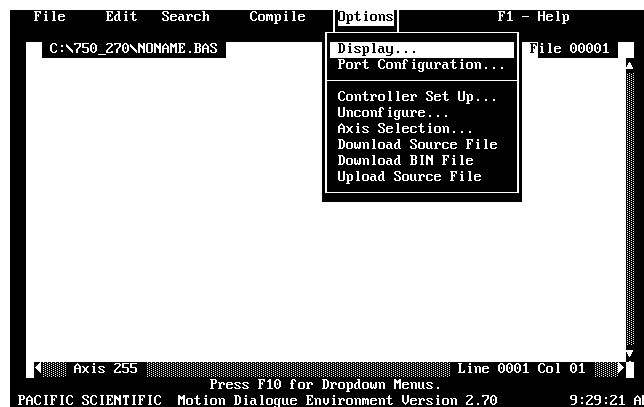 File Edit Search Compile Options F1 - Help
C:\750_270\NONAME.BAS File 00001
Display...
Port Configuration...
Controller Set Up...
Unconfigure...
Axis Selection...
Download Source File
Download BIN File
Upload Source File
Axis 255 Line 0001 Col 01
Press F10 for Dropdown Menus.
PACIFIC SCIENTIFIC Motion Dialogue Environment Version 2.70 9:29:21